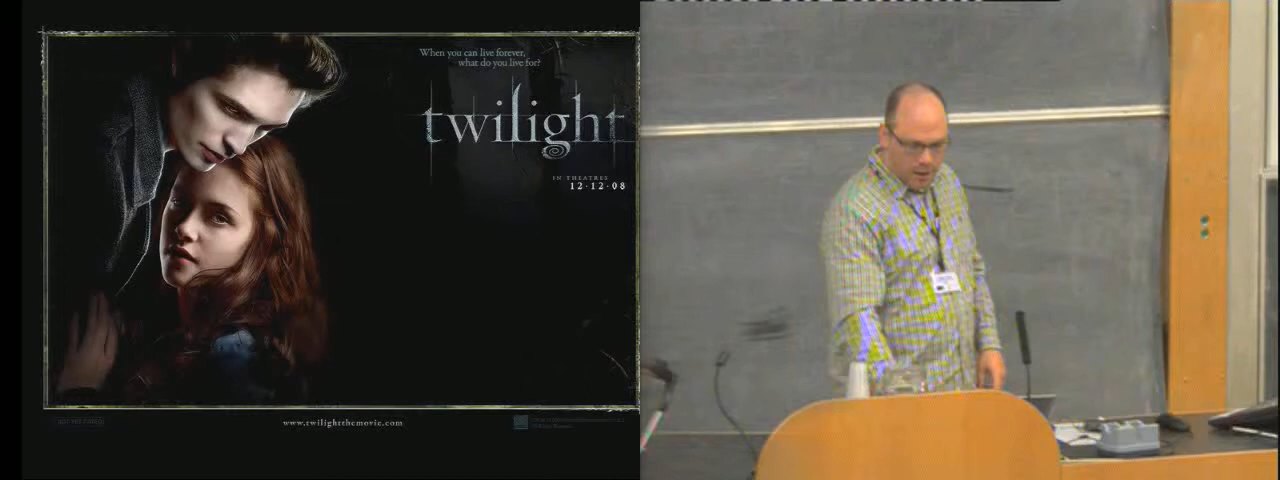 When you can live forever,
what do you live for?
twilight
IN THEATRES
12·12·08
www.twilightthemovie.com